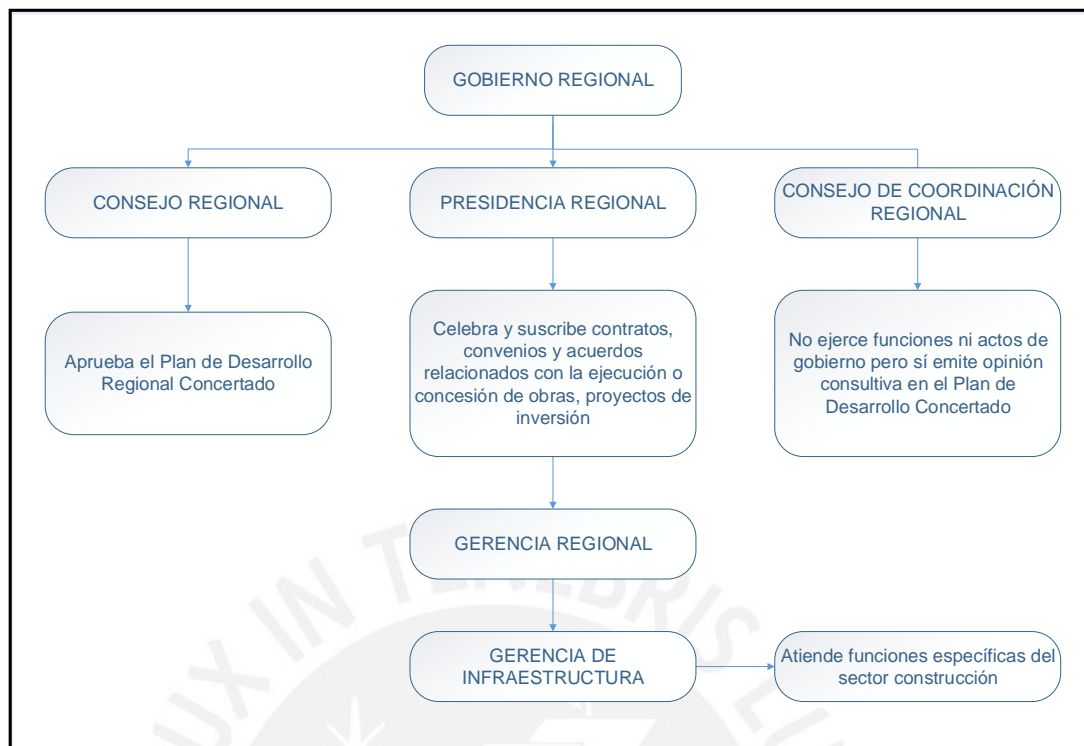 GOBIERNO REGIONAL
CONSEJO REGIONAL
PRESIDENCIA REGIONAL
CONSEJO DE COORDINACIÓN
REGIONAL
Aprueba el Plan de Desarrollo
Regional Concertado
Celebra y suscribe contratos,
convenios y acuerdos
relacionados con la ejecución o
concesión de obras, proyectos de
inversión
No ejerce funciones ni actos de
gobierno pero sí emite opinión
consultiva en el Plan de
Desarrollo Concertado
GERENCIA REGIONAL
GERENCIA DE
INFRAESTRUCTURA
Atiende funciones específicas del
sector construcción
UX IN TENEBRIS